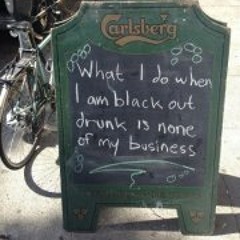 Carlsberg
What I do when
I am black out
drunk is none
of my business